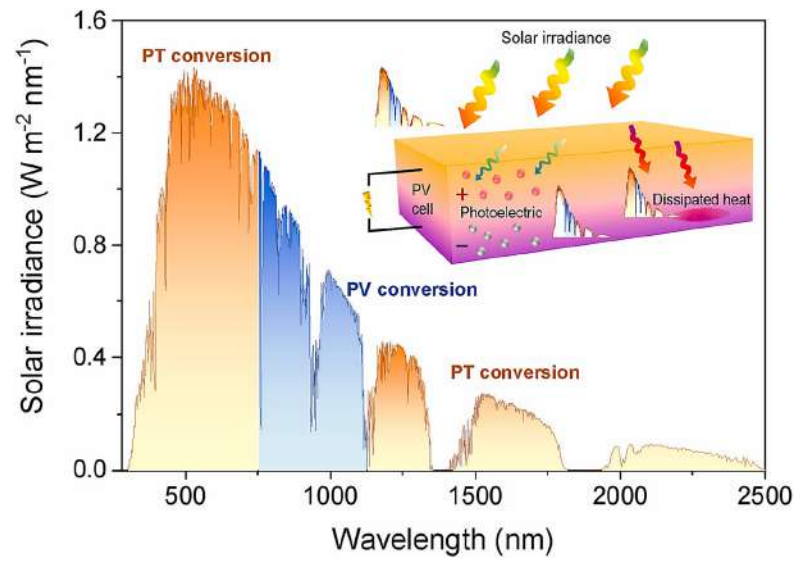 1.6
1.2
0.8
0.4
0.0
Solar irradiance (W m⁻² nm⁻¹)
PT conversion
Solar irradiance
PV
cell
+
−
Photoelectric
Dissipated heat
PV conversion
PT conversion
500
1000
1500
2000
2500
Wavelength (nm)